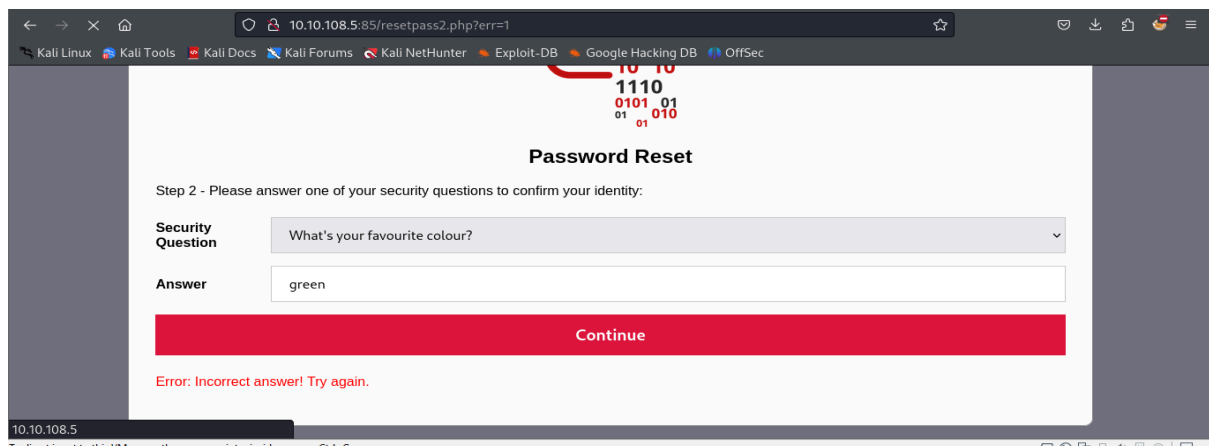 10.10.108.5:85/resetpass2.php?err=1
Kali Linux Kali Tools Kali Docs Kali Forums Kali NetHunter Exploit-DB Google Hacking DB OffSec
10 10
1110
0101 01
01 010
01
Password Reset
Step 2 - Please answer one of your security questions to confirm your identity:
Security Question
What's your favourite colour?
Answer
green
Continue
Error: Incorrect answer! Try again.
10.10.108.5